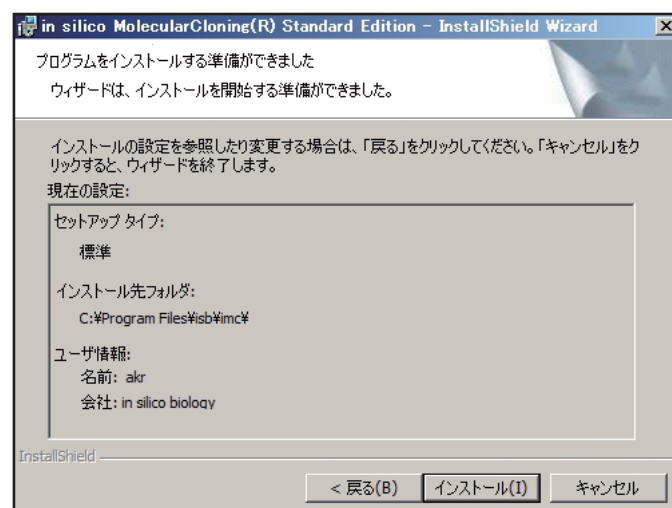 in silico MolecularCloning(R) Standard Edition - InstallShield Wizard
プログラムをインストールする準備ができました
ウィザードは、インストールを開始する準備ができました。
インストールの設定を参照したり変更する場合は、「戻る」をクリックしてください。「キャンセル」をク
リックすると、ウィザードを終了します。
現在の設定:
セットアップ タイプ:
標準
インストール先フォルダ:
C:¥Program Files¥isb¥imc¥
ユーザ情報:
名前: akr
会社: in silico biology
InstallShield
< 戻る(B) インストール(I) キャンセル